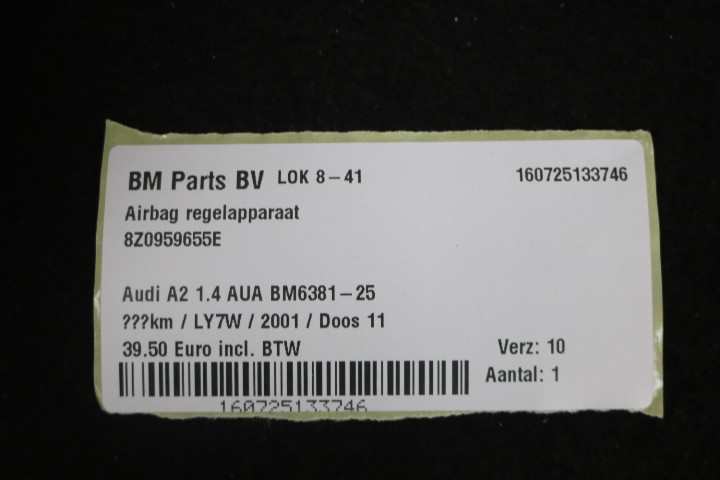 BM Parts BV LOK 8-41 160725133746
Airbag regelapparaat
8Z0959655E
Audi A2 1.4 AUA BM6381-25
???km / LY7W / 2001 / Doos 11
39.50 Euro incl. BTW Verz: 10
Aantal: 1
160725133746